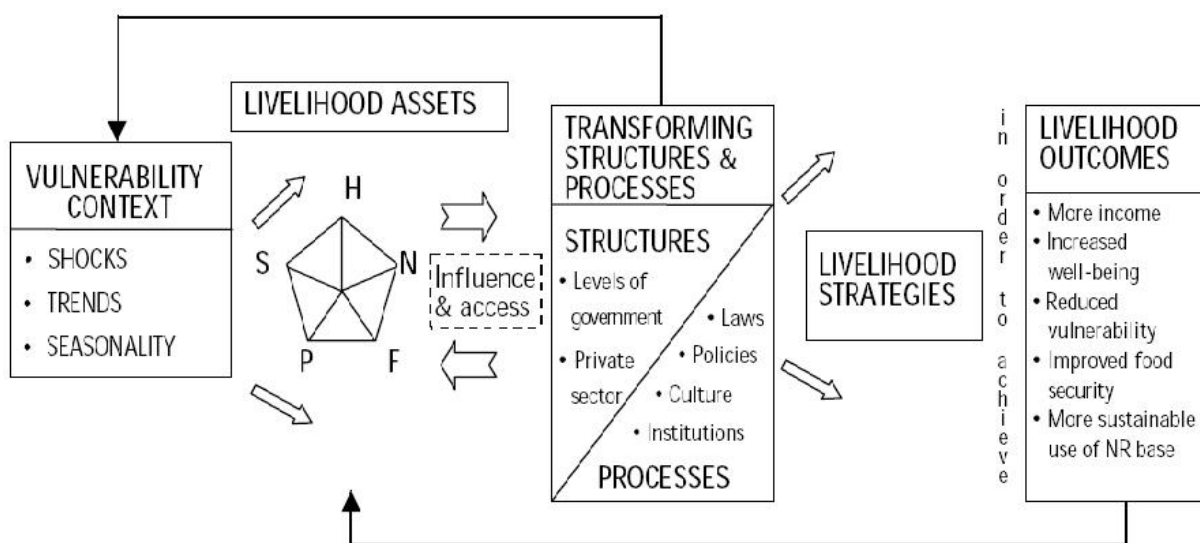 LIVELIHOOD ASSETS
VULNERABILITY
CONTEXT
• SHOCKS
• TRENDS
• SEASONALITY
H
S
N
P
F
Influence
& access
TRANSFORMING
STRUCTURES &
PROCESSES
STRUCTURES
• Levels of
government
• Private
sector
• Laws
• Policies
• Culture
• Institutions
PROCESSES
LIVELIHOOD
STRATEGIES
in order to achieve
LIVELIHOOD
OUTCOMES
• More income
• Increased
well-being
• Reduced
vulnerability
• Improved food
security
• More sustainable
use of NR base